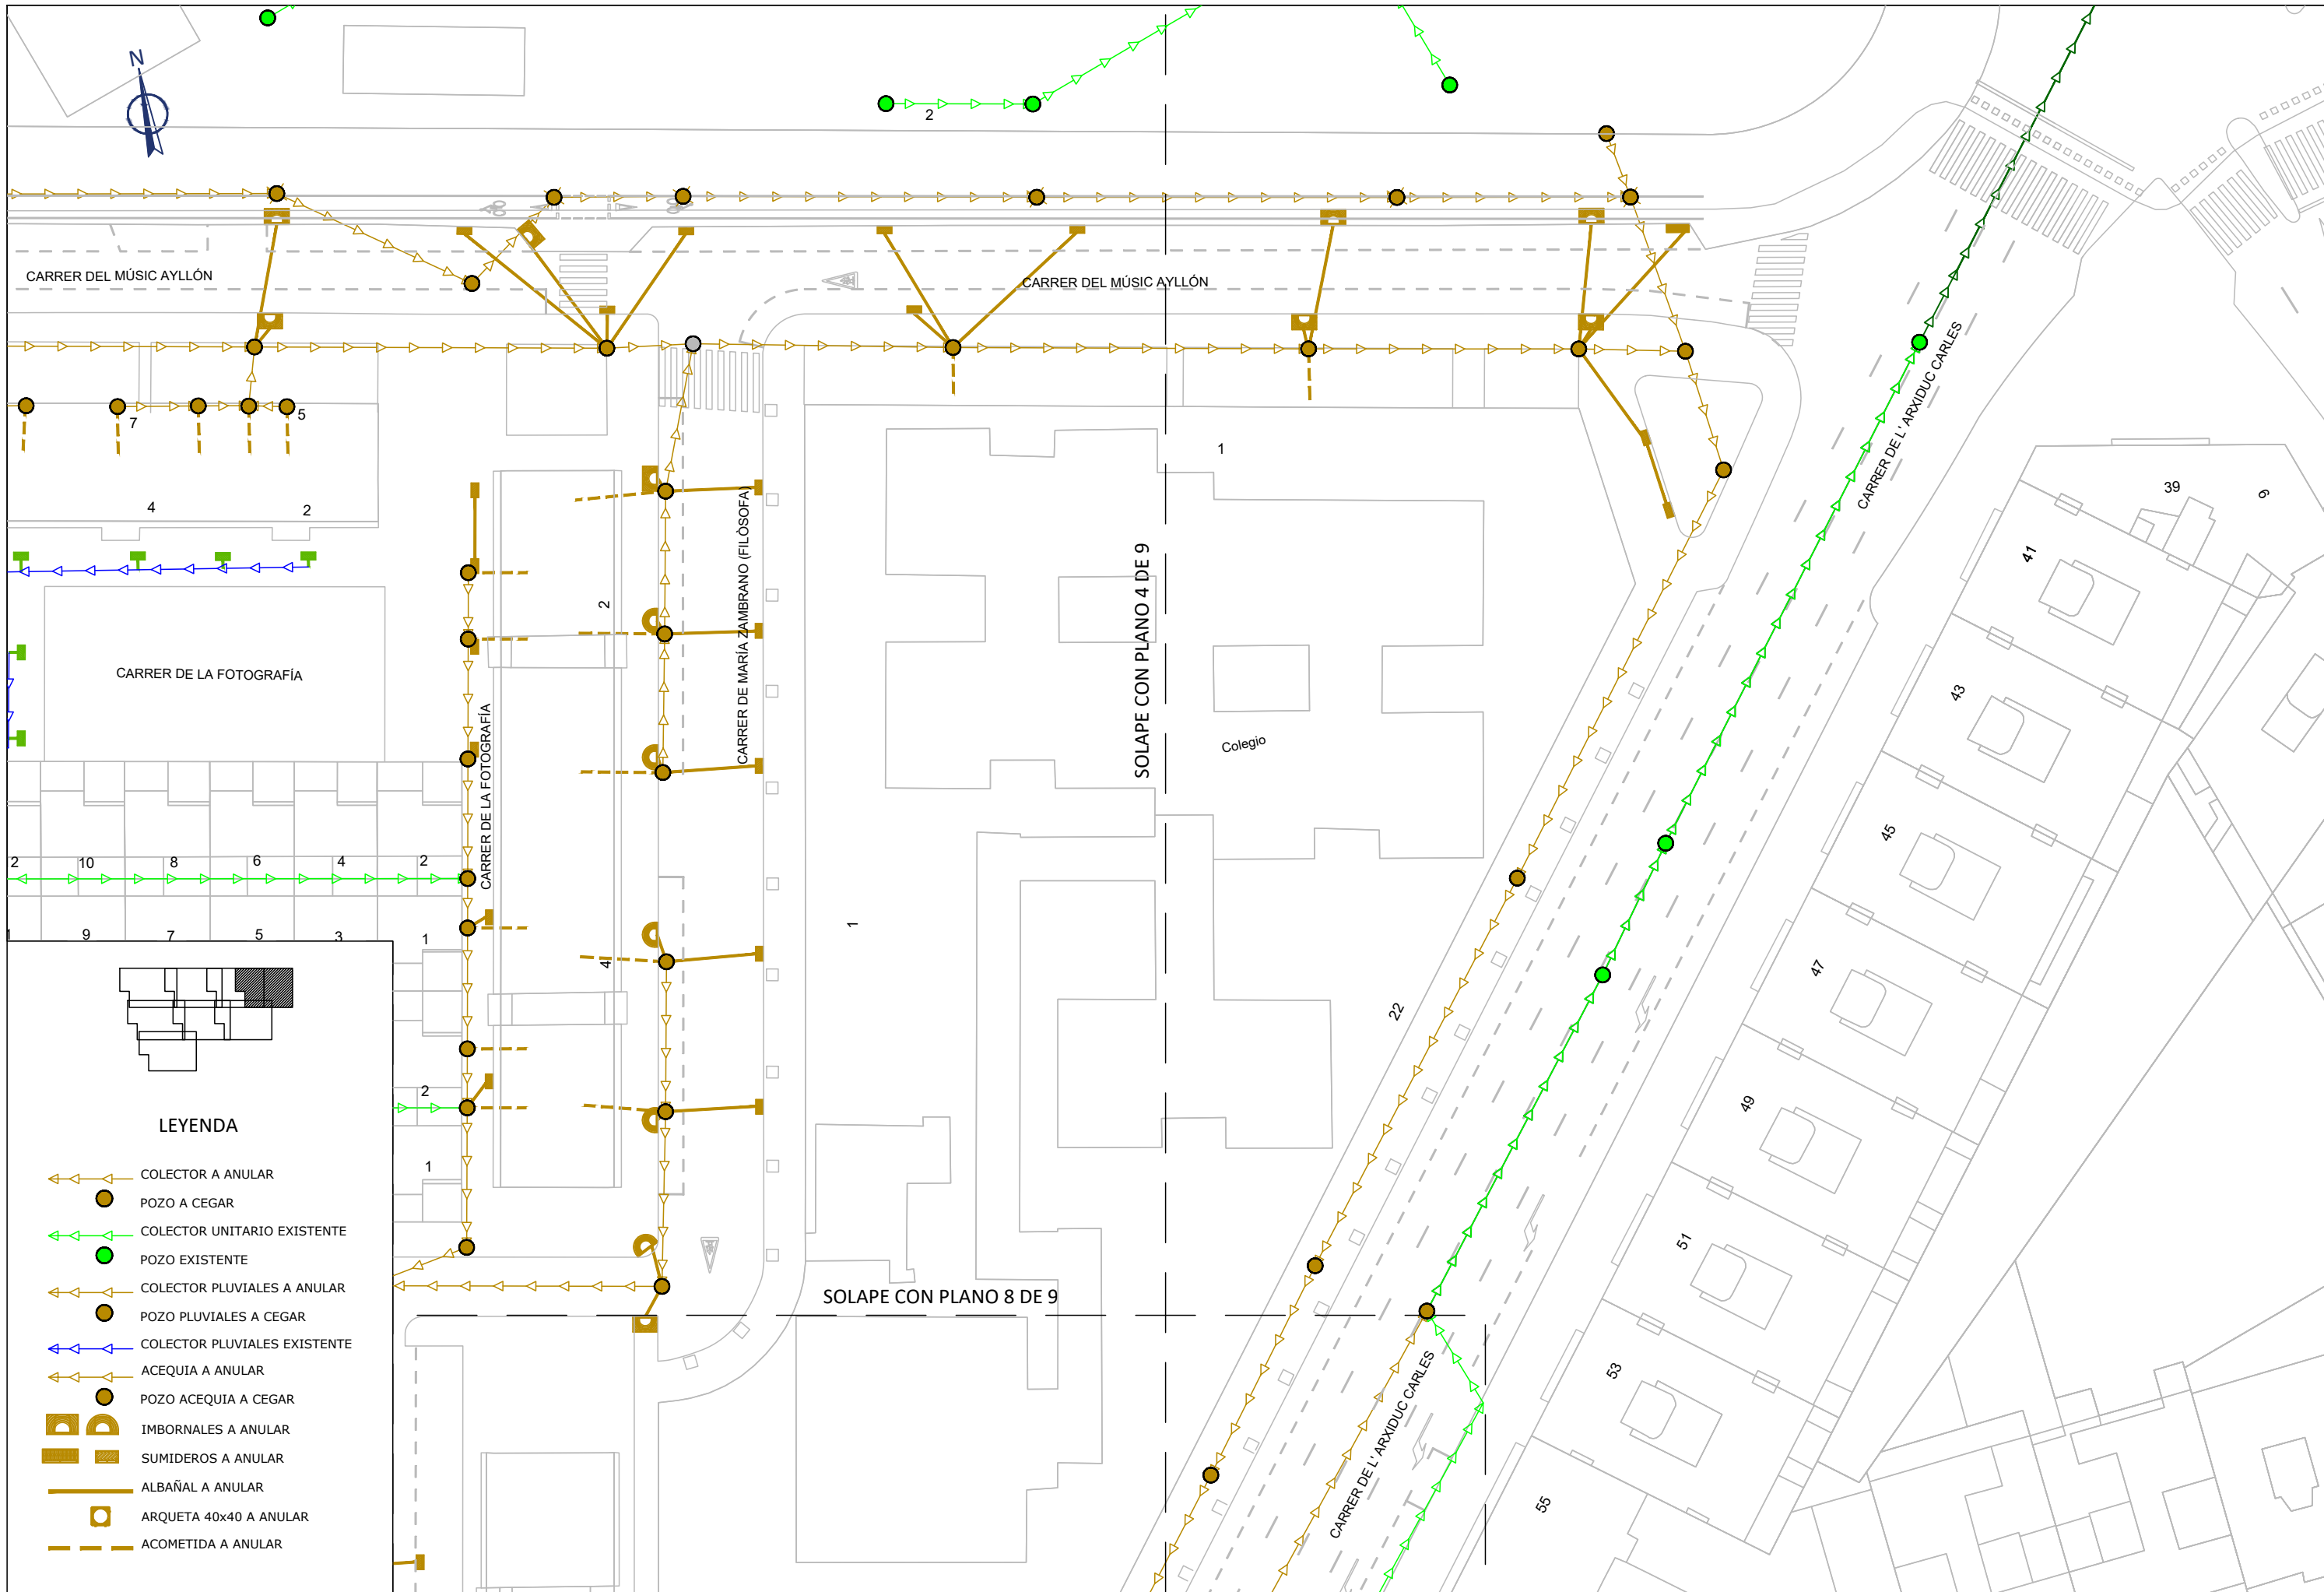 N
2
CARRER DEL MÚSIC AYLLÓN
CARRER DEL MÚSIC AYLLÓN
7
5
4
2
1
CARRER DE L' ARXIDUC CARLES
39
6
41
2
CARRER DE MARÍA ZAMBRANO (FILÒSOFA)
SOLAPE CON PLANO 4 DE 9
CARRER DE LA FOTOGRAFÍA
CARRER DE LA FOTOGRAFÍA
43
Colegio
45
2
10
8
6
4
2
1
9
7
5
3
1
1
4
47
22
49
2
1
51
53
55
SOLAPE CON PLANO 8 DE 9
CARRER DE L' ARXIDUC CARLES
LEYENDA
COLECTOR A ANULAR
POZO A CEGAR
COLECTOR UNITARIO EXISTENTE
POZO EXISTENTE
COLECTOR PLUVIALES A ANULAR
POZO PLUVIALES A CEGAR
COLECTOR PLUVIALES EXISTENTE
ACEQUIA A ANULAR
POZO ACEQUIA A CEGAR
IMBORNALES A ANULAR
SUMIDEROS A ANULAR
ALBAÑAL A ANULAR
ARQUETA 40x40 A ANULAR
ACOMETIDA A ANULAR